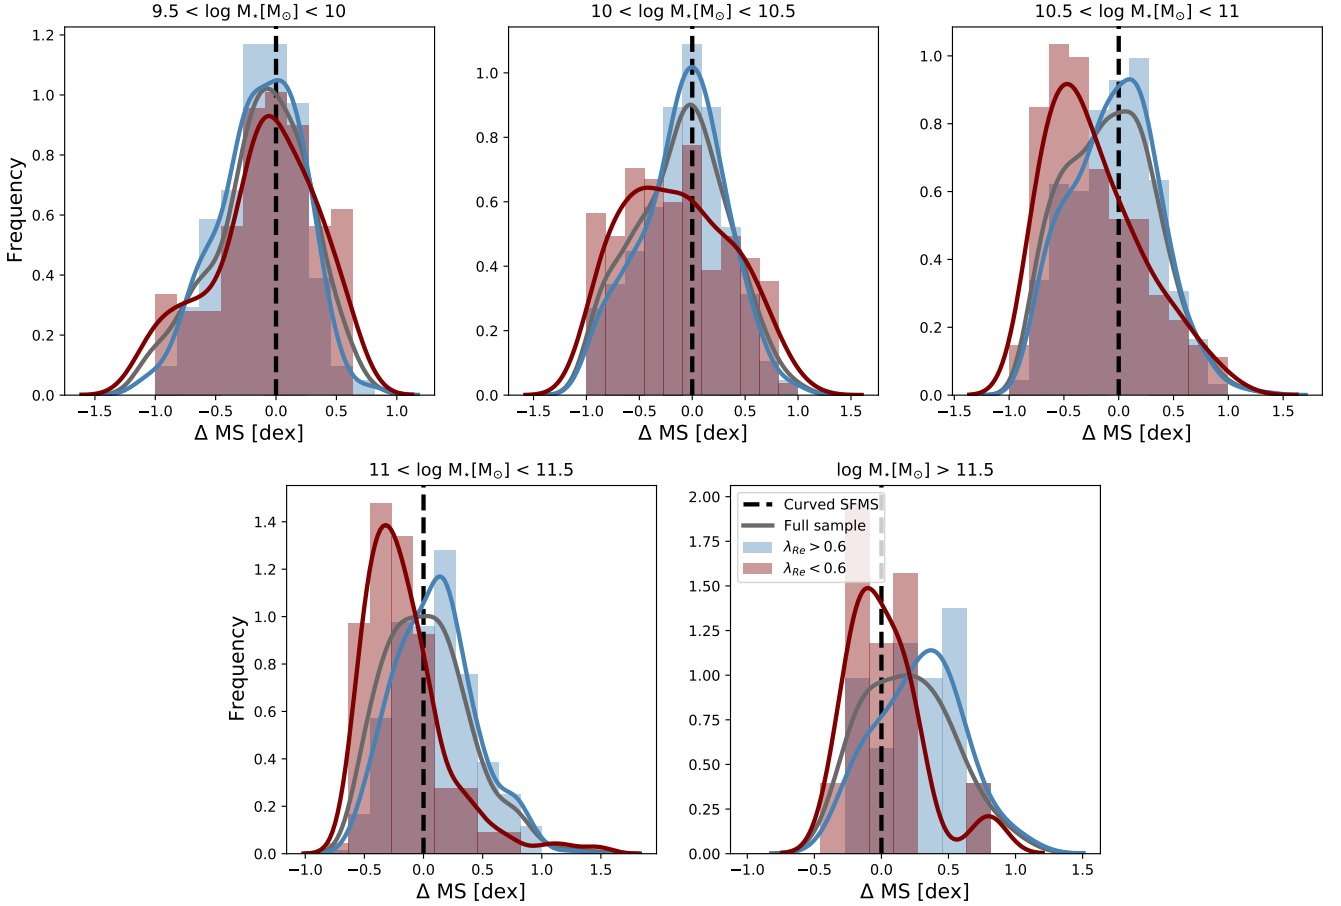 9.5 < log M⋆[M⊙] < 10
10 < log M⋆[M⊙] < 10.5
10.5 < log M⋆[M⊙] < 11
Frequency
1.2
1.0
0.8
0.6
0.4
0.2
0.0
−1.5 −1.0 −0.5 0.0 0.5 1.0
Δ MS [dex]
1.0
0.8
0.6
0.4
0.2
0.0
−1.5 −1.0 −0.5 0.0 0.5 1.0 1.5
Δ MS [dex]
1.0
0.8
0.6
0.4
0.2
0.0
−1.5 −1.0 −0.5 0.0 0.5 1.0 1.5
Δ MS [dex]
11 < log M⋆[M⊙] < 11.5
log M⋆[M⊙] > 11.5
Frequency
1.4
1.2
1.0
0.8
0.6
0.4
0.2
0.0
−1.0 −0.5 0.0 0.5 1.0 1.5
Δ MS [dex]
2.00
1.75
1.50
1.25
1.00
0.75
0.50
0.25
0.00
−1.0 −0.5 0.0 0.5 1.0 1.5
Δ MS [dex]
Curved SFMS
Full sample
λRe > 0.6
λRe < 0.6